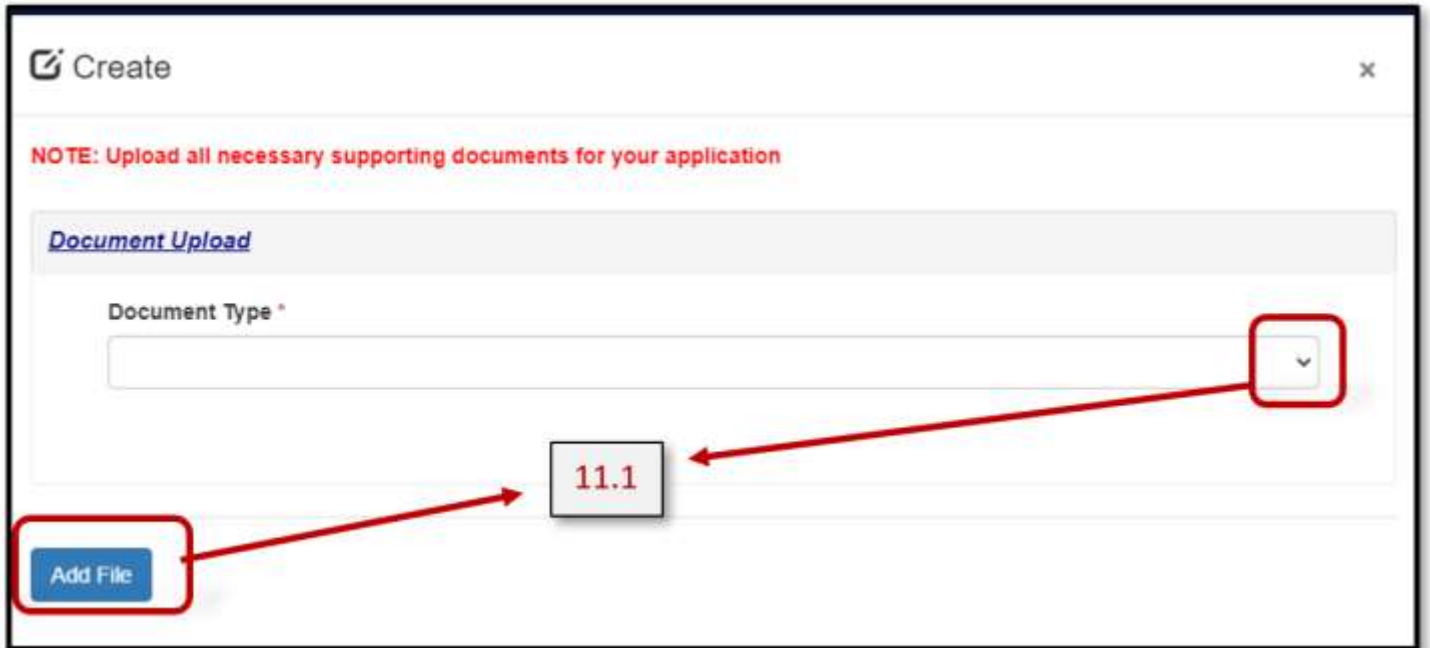 Create
×
NOTE: Upload all necessary supporting documents for your application
Document Upload
Document Type *
11.1
Add File